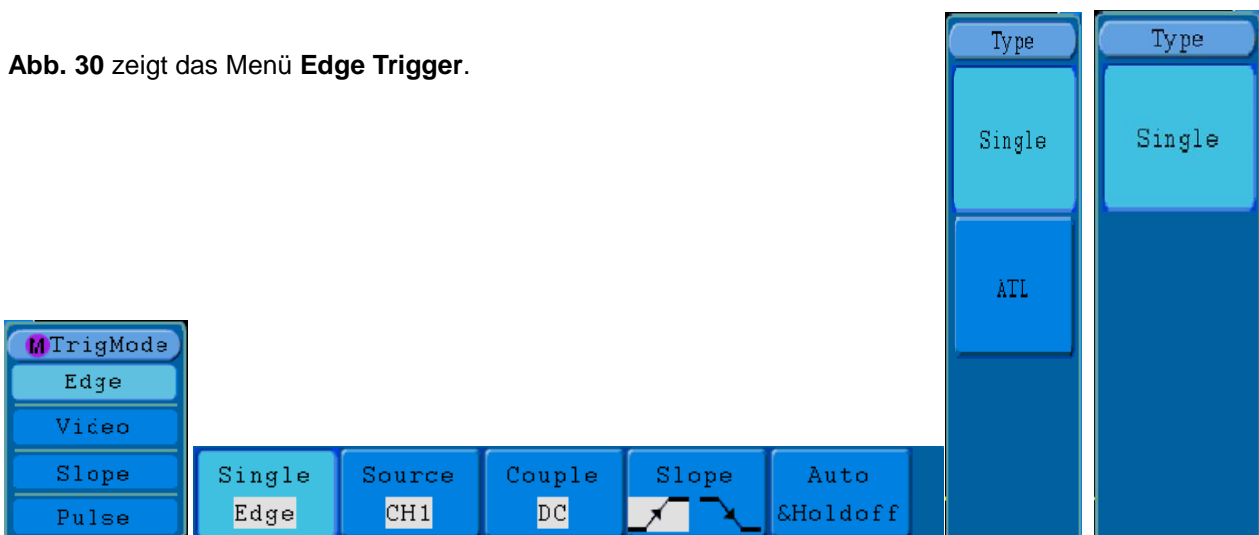 Abb. 30 zeigt das Menü Edge Trigger.
MTrigMode
Edge
Video
Slope
Pulse
Single
Edge
Source
CH1
Couple
DC
Slope
Auto
&Holdoff
Type
Single
ATL
Type
Single